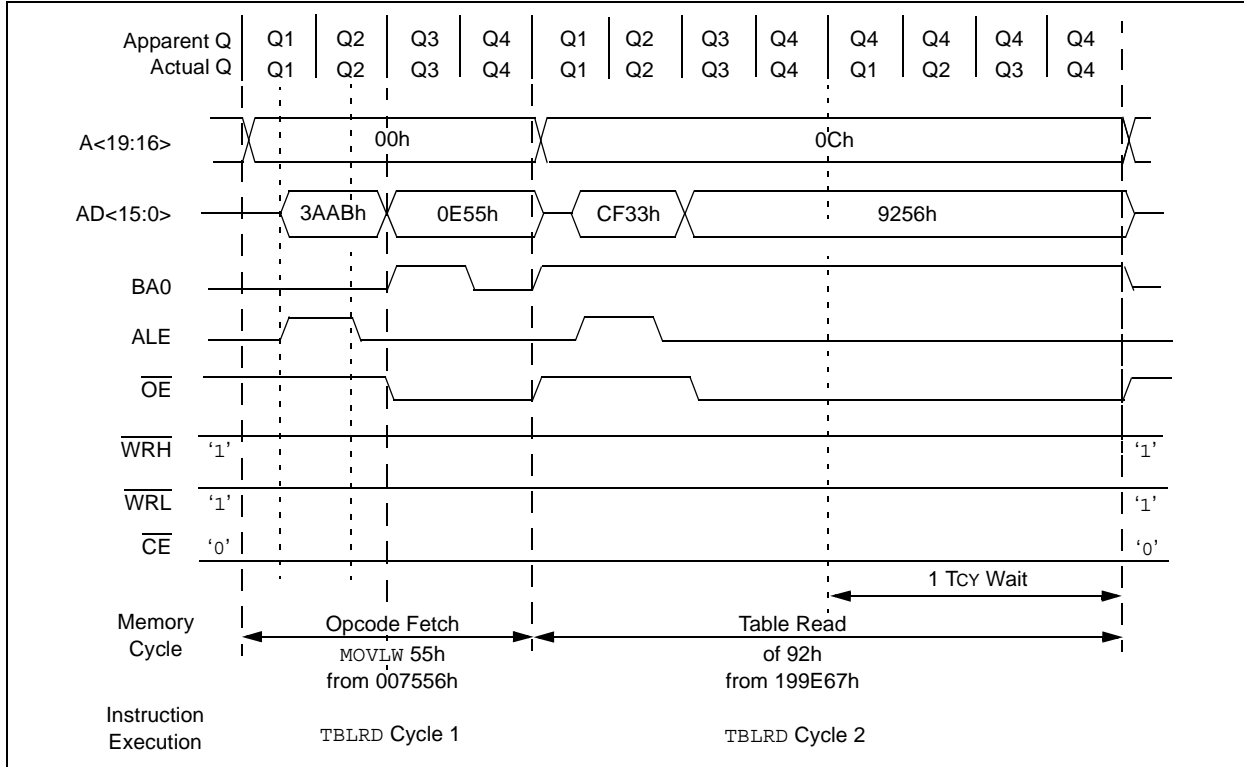 Apparent Q Q1 Q2 Q3 Q4 Q1 Q2 Q3 Q4 Q4 Q4 Q4 Q4
Actual Q Q1 Q2 Q3 Q4 Q1 Q2 Q3 Q4 Q1 Q2 Q3 Q4
A<19:16> 00h 0Ch
AD<15:0> 3AABh 0E55h CF33h 9256h
BA0
ALE
OE
WRH '1' '1'
WRL '1' '1'
CE '0' '0'
1 TCY Wait
Memory Cycle
Opcode Fetch
MOVLW 55h
from 007556h
Table Read
of 92h
from 199E67h
Instruction Execution
TBLRD Cycle 1
TBLRD Cycle 2